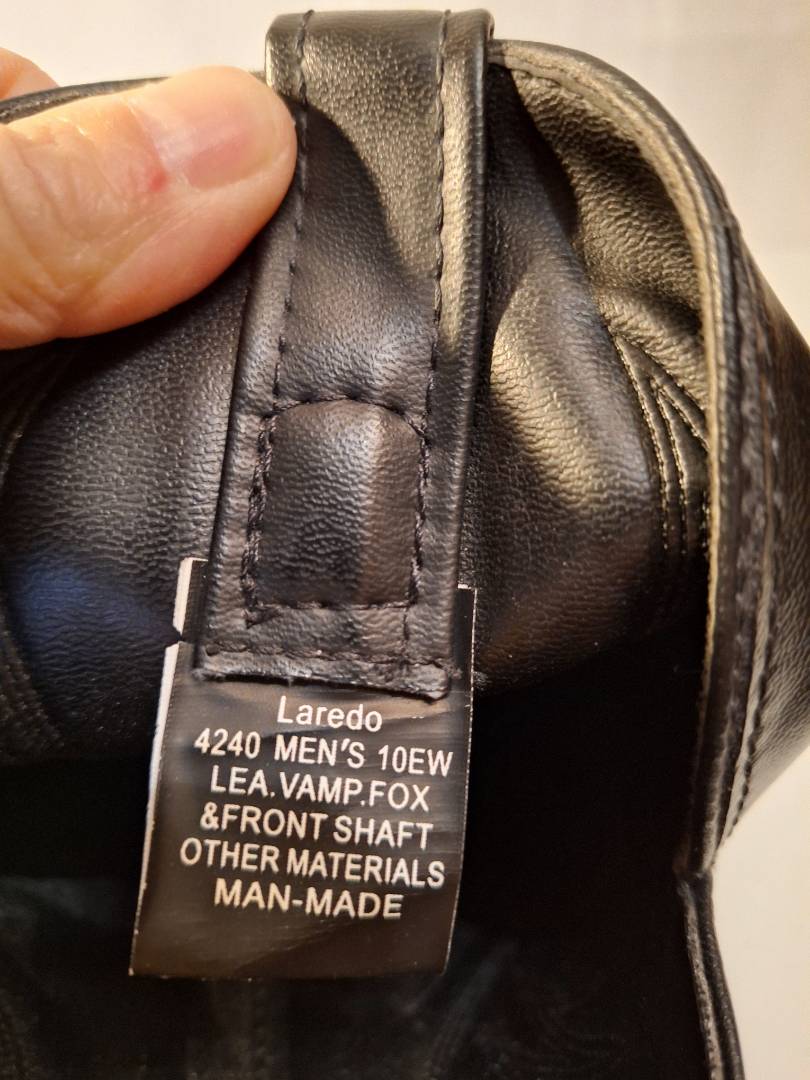 Laredo
4240 MEN'S 10EW
LEA.VAMP.FOX
&FRONT SHAFT
OTHER MATERIALS
MAN-MADE